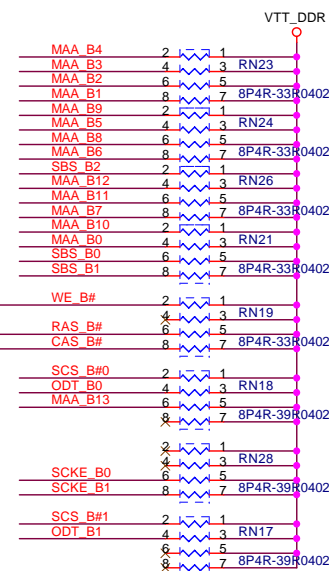 VTT_DDR
MAA_B4 2 1
MAA_B3 4 3 RN23
MAA_B2 6 5
MAA_B1 8 7 8P4R-33R0402
MAA_B9 2 1
MAA_B5 4 3 RN24
MAA_B8 6 5
MAA_B6 8 7 8P4R-33R0402
SBS_B2 2 1
MAA_B12 4 3 RN26
MAA_B11 6 5
MAA_B7 8 7 8P4R-33R0402
MAA_B10 2 1
MAA_B0 4 3 RN21
SBS_B0 6 5
SBS_B1 8 7 8P4R-33R0402
WE_B# 2 1
4 3 RN19
RAS_B# 6 5
CAS_B# 8 7 8P4R-33R0402
SCS_B#0 2 1
ODT_B0 4 3 RN18
MAA_B13 6 5
8 7 8P4R-39R0402
2 1
4 3 RN28
SCKE_B0 6 5
SCKE_B1 8 7 8P4R-39R0402
SCS_B#1 2 1
ODT_B1 4 3 RN17
6 5
8 7 8P4R-39R0402